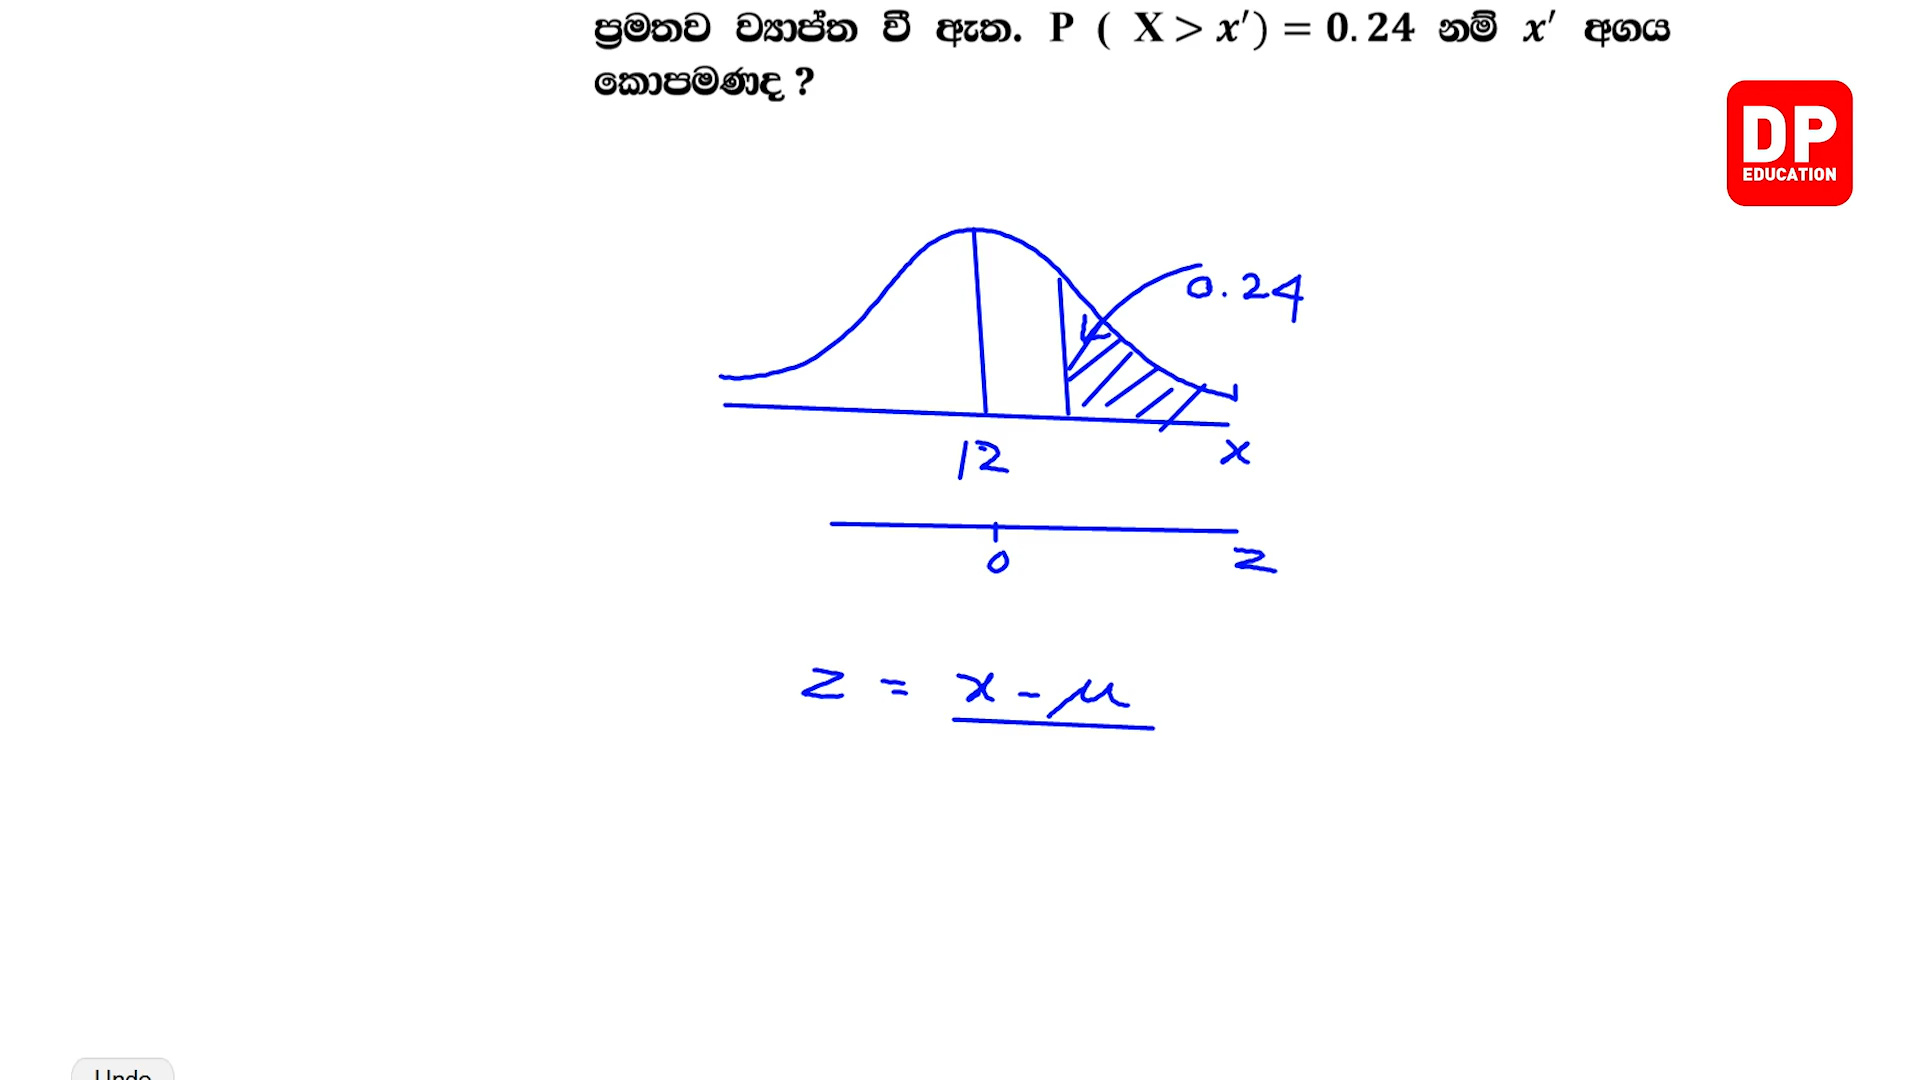 ප්‍රමතව ව්‍යාප්ත වී ඇත. P ( X > x′) = 0.24 නම් x′ අගය
කොපමණද ?
DP
EDUCATION
0.24
12
x
0
z
z = x - μ
Undo